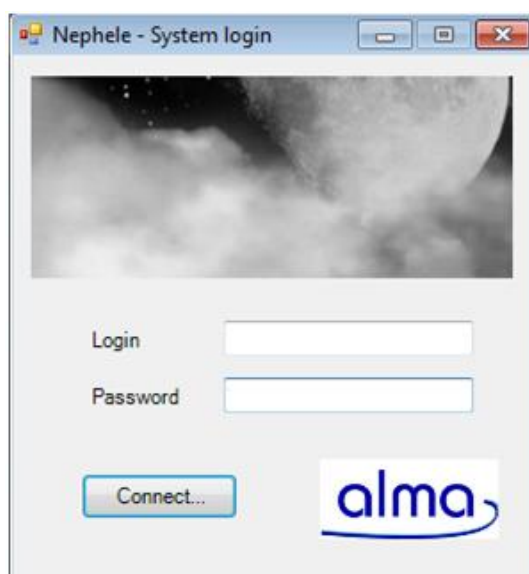 Nephele - System login
Login
Password
Connect...
alma